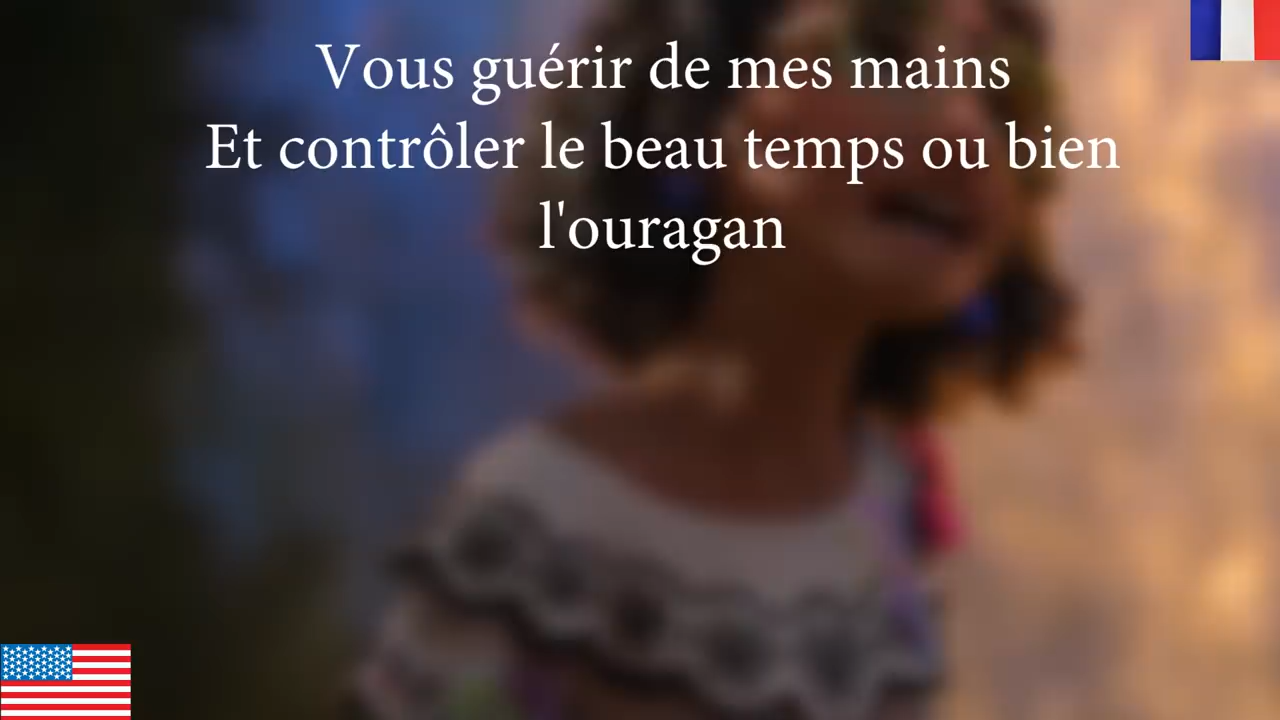 Vous guérir de mes mains
Et contrôler le beau temps ou bien
l'ouragan